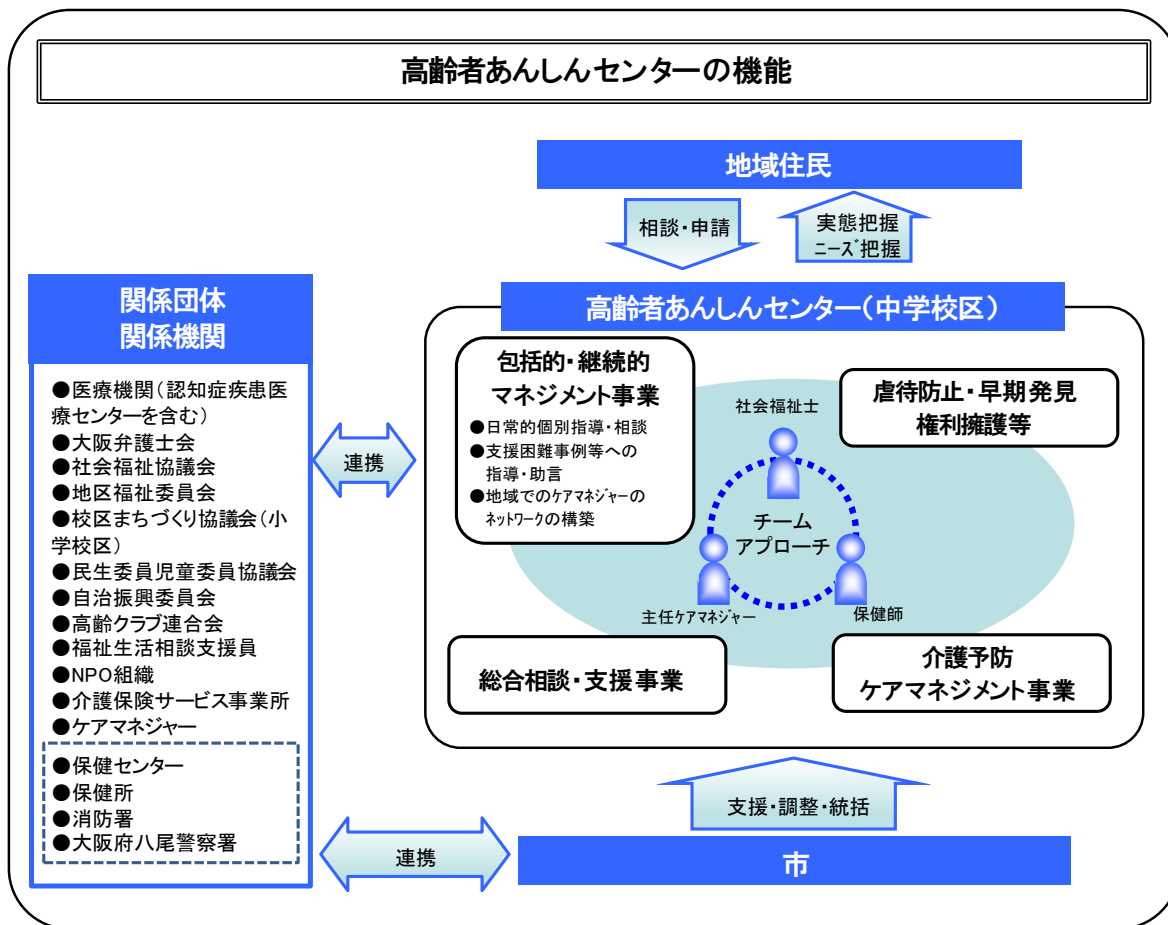 高齢者あんしんセンターの機能
地域住民
相談・申請
実態把握
ニーズ把握
関係団体
関係機関
●医療機関（認知症疾患医
療センターを含む）
●大阪弁護士会
●社会福祉協議会
●地区福祉委員会
●校区まちづくり協議会（小
学校区）
●民生委員児童委員協議会
●自治振興委員会
●高齢クラブ連合会
●福祉生活相談支援員
●NPO組織
●介護保険サービス事業所
●ケアマネジャー
●保健センター
●保健所
●消防署
●大阪府八尾警察署
連携
高齢者あんしんセンター（中学校区）
包括的・継続的
マネジメント事業
●日常的個別指導・相談
●支援困難事例等への
指導・助言
●地域でのケアマネジャーの
ネットワークの構築
虐待防止・早期発見
権利擁護等
社会福祉士
チーム
アプローチ
主任ケアマネジャー
保健師
総合相談・支援事業
介護予防
ケアマネジメント事業
支援・調整・統括
連携
市